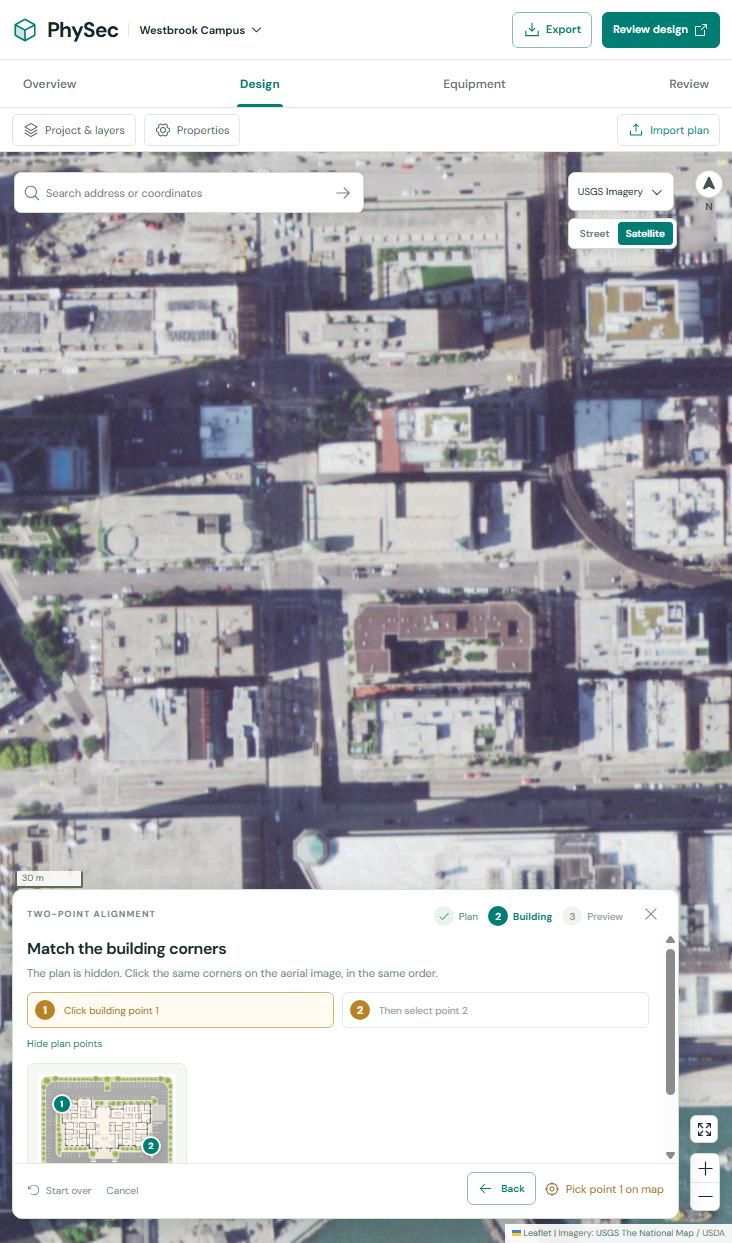 PhySec
Westbrook Campus
Export
Review design
Overview
Design
Equipment
Review
Project & layers
Properties
Import plan
Search address or coordinates
USGS Imagery
N
Street
Satellite
30 m
TWO-POINT ALIGNMENT
Plan
2
Building
3
Preview
Match the building corners
The plan is hidden. Click the same corners on the aerial image, in the same order.
1
Click building point 1
2
Then select point 2
Hide plan points
1
2
Start over
Cancel
Back
Pick point 1 on map
Leaflet | Imagery: USGS The National Map / USDA